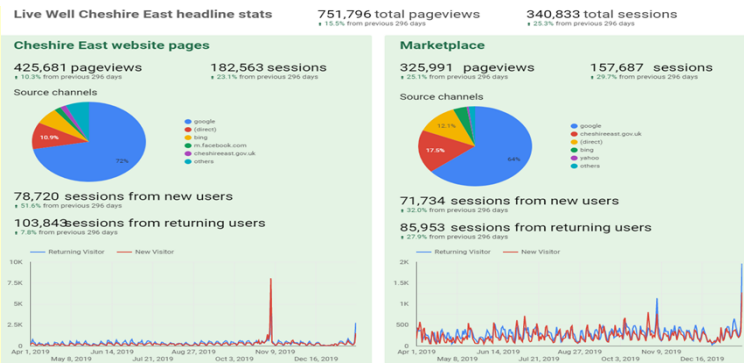 Live Well Cheshire East headline stats
751,796 total pageviews
15.5% from previous 296 days
340,833 total sessions
25.3% from previous 296 days
Cheshire East website pages
425,681 pageviews
10.3% from previous 296 days
182,563 sessions
23.1% from previous 296 days
Source channels
72%
10.9%
google
(direct)
bing
m.facebook.com
cheshireeast.gov.uk
others
78,720 sessions from new users
51.6% from previous 296 days
103,843 sessions from returning users
7.8% from previous 296 days
Returning Visitor
New Visitor
10K
7.5K
5K
2.5K
0
Apr 1, 2019
May 8, 2019
Jun 14, 2019
Jul 21, 2019
Aug 27, 2019
Oct 3, 2019
Nov 9, 2019
Dec 16, 2019
Marketplace
325,991 pageviews
25.1% from previous 296 days
157,687 sessions
29.7% from previous 296 days
Source channels
64%
17.5%
12.1%
google
cheshireeast.gov.uk
(direct)
bing
yahoo
others
71,734 sessions from new users
32.0% from previous 296 days
85,953 sessions from returning users
27.9% from previous 296 days
Returning Visitor
New Visitor
2K
1.5K
1K
500
0
Apr 1, 2019
May 8, 2019
Jun 14, 2019
Jul 21, 2019
Aug 27, 2019
Oct 3, 2019
Nov 9, 2019
Dec 16, 2019